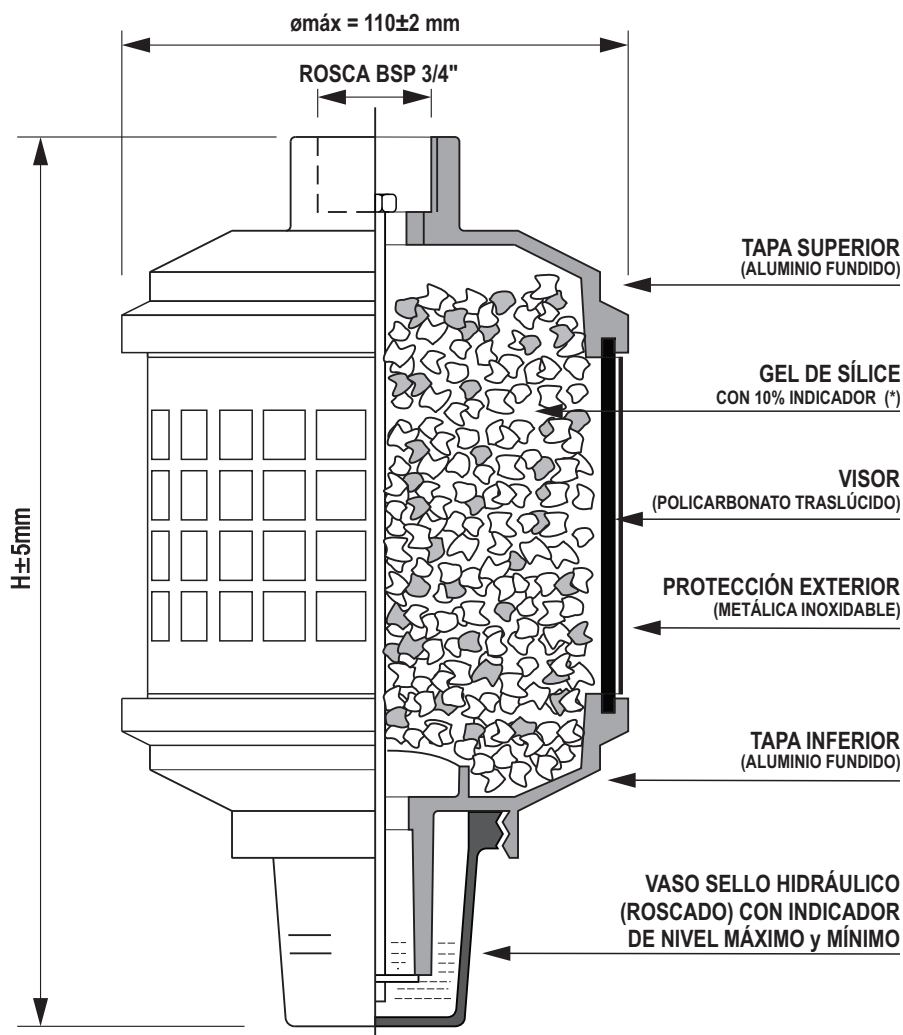 ømáx = 110±2 mm
ROSCA BSP 3/4"
H±5mm
TAPA SUPERIOR
(ALUMINIO FUNDIDO)
GEL DE SÍLICE
CON 10% INDICADOR (*)
VISOR
(POLICARBONATO TRASLÚCIDO)
PROTECCIÓN EXTERIOR
(METÁLICA INOXIDABLE)
TAPA INFERIOR
(ALUMINIO FUNDIDO)
VASO SELLO HIDRÁULICO
(ROSCADO) CON INDICADOR
DE NIVEL MÁXIMO y MÍNIMO